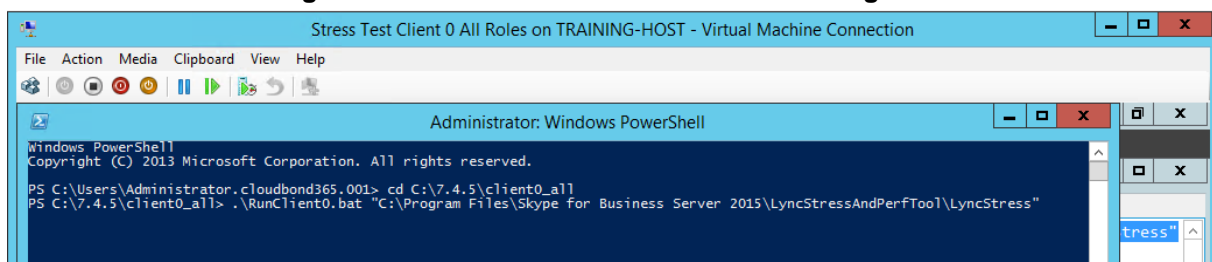 Stress Test Client 0 All Roles on TRAINING-HOST - Virtual Machine Connection
File Action Media Clipboard View Help
Administrator: Windows PowerShell
Windows PowerShell
Copyright (C) 2013 Microsoft Corporation. All rights reserved.
PS C:\Users\Administrator.cloudbond365.001> cd C:\7.4.5\client0_all
PS C:\7.4.5\client0_all> .\RunClient0.bat "C:\Program Files\Skype for Business Server 2015\LyncStressAndPerfTool\LyncStress"
tress"